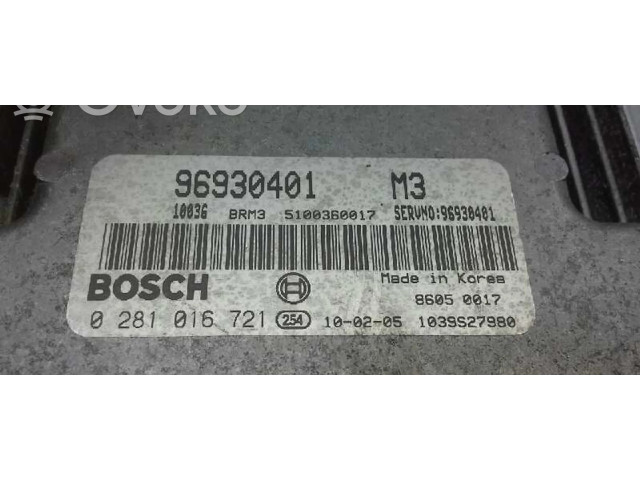 96930401 M3
1003G BRM3 5100360017 SERVNO:96930401
Made in Korea
BOSCH
8605 0017
0 281 016 721 254 10-02-05 1039S27980